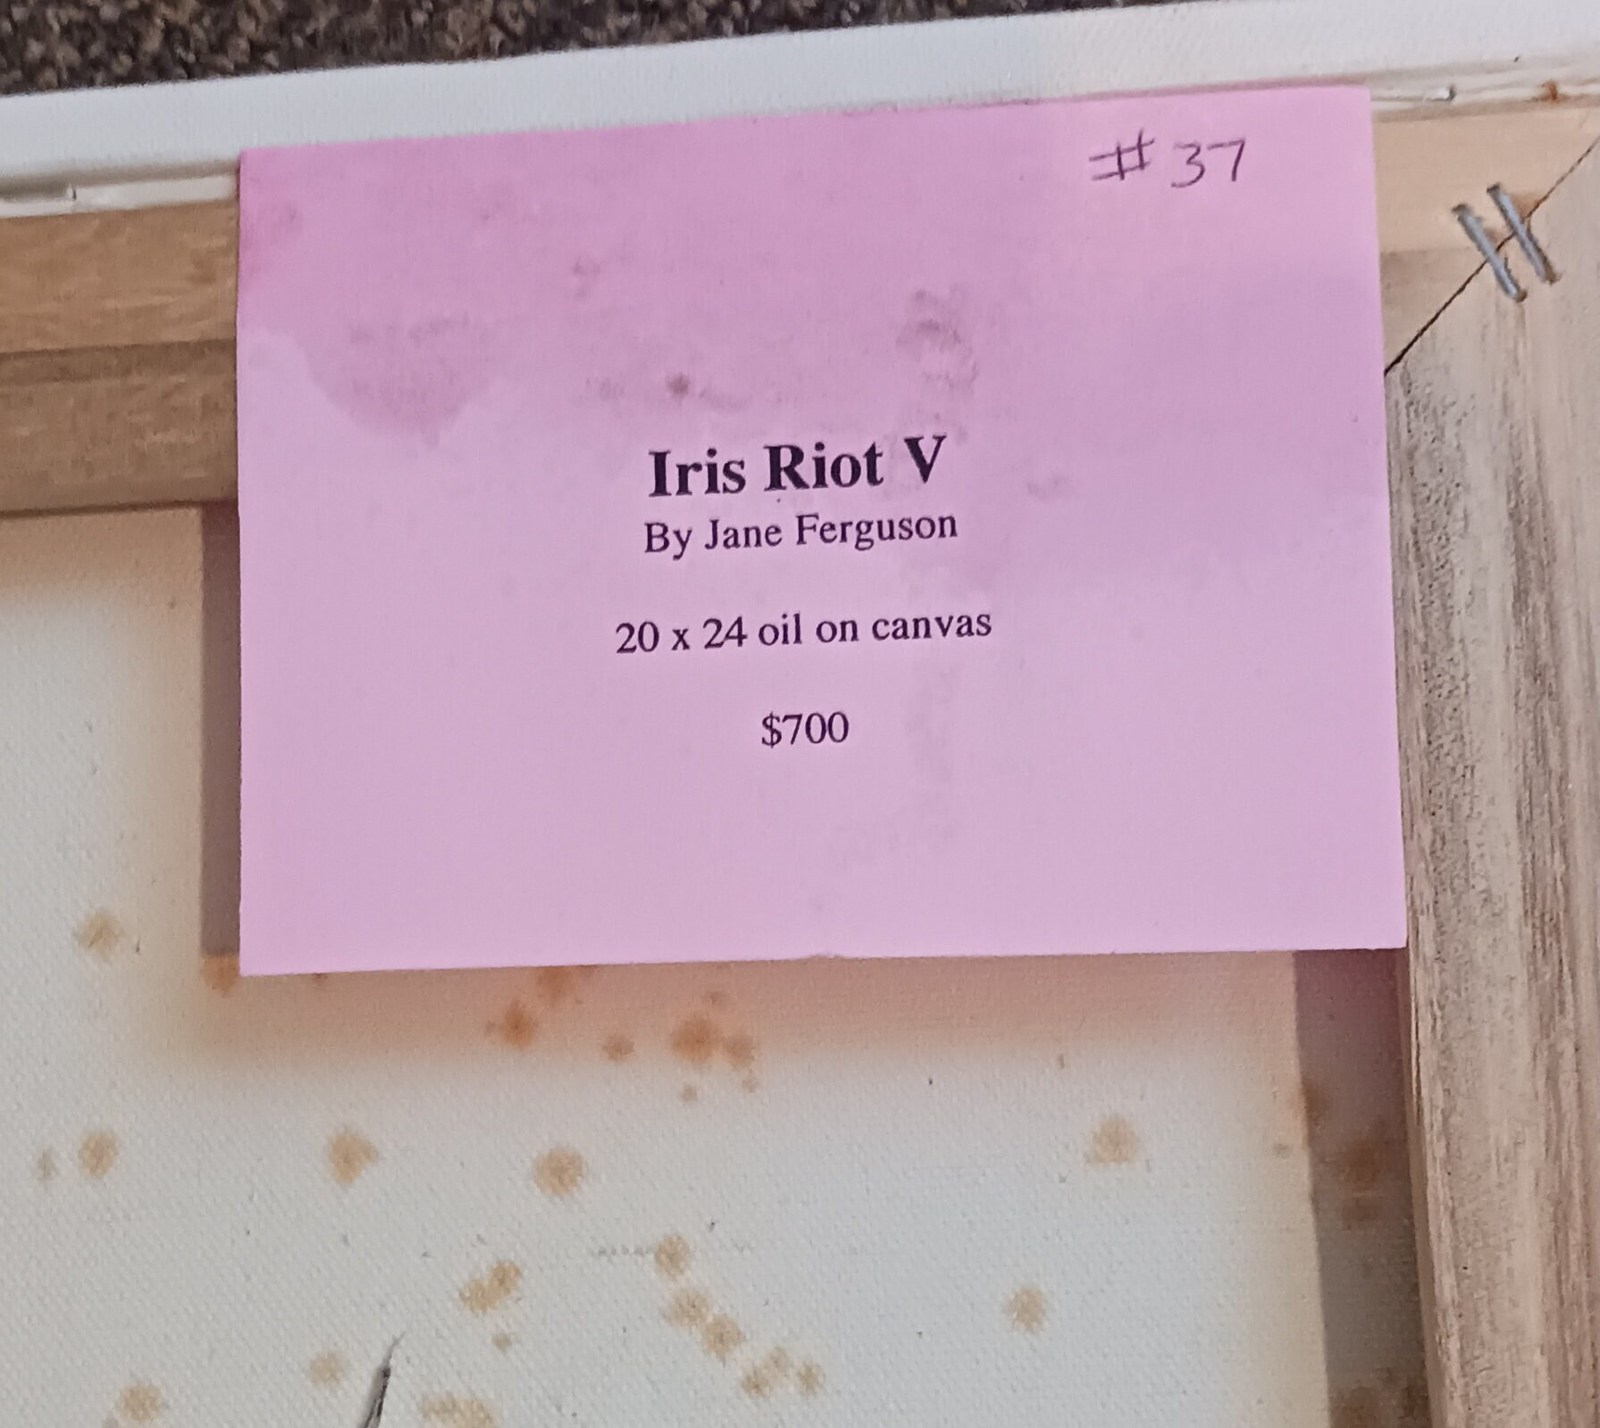 # 37
Iris Riot V
By Jane Ferguson
20 x 24 oil on canvas
$700